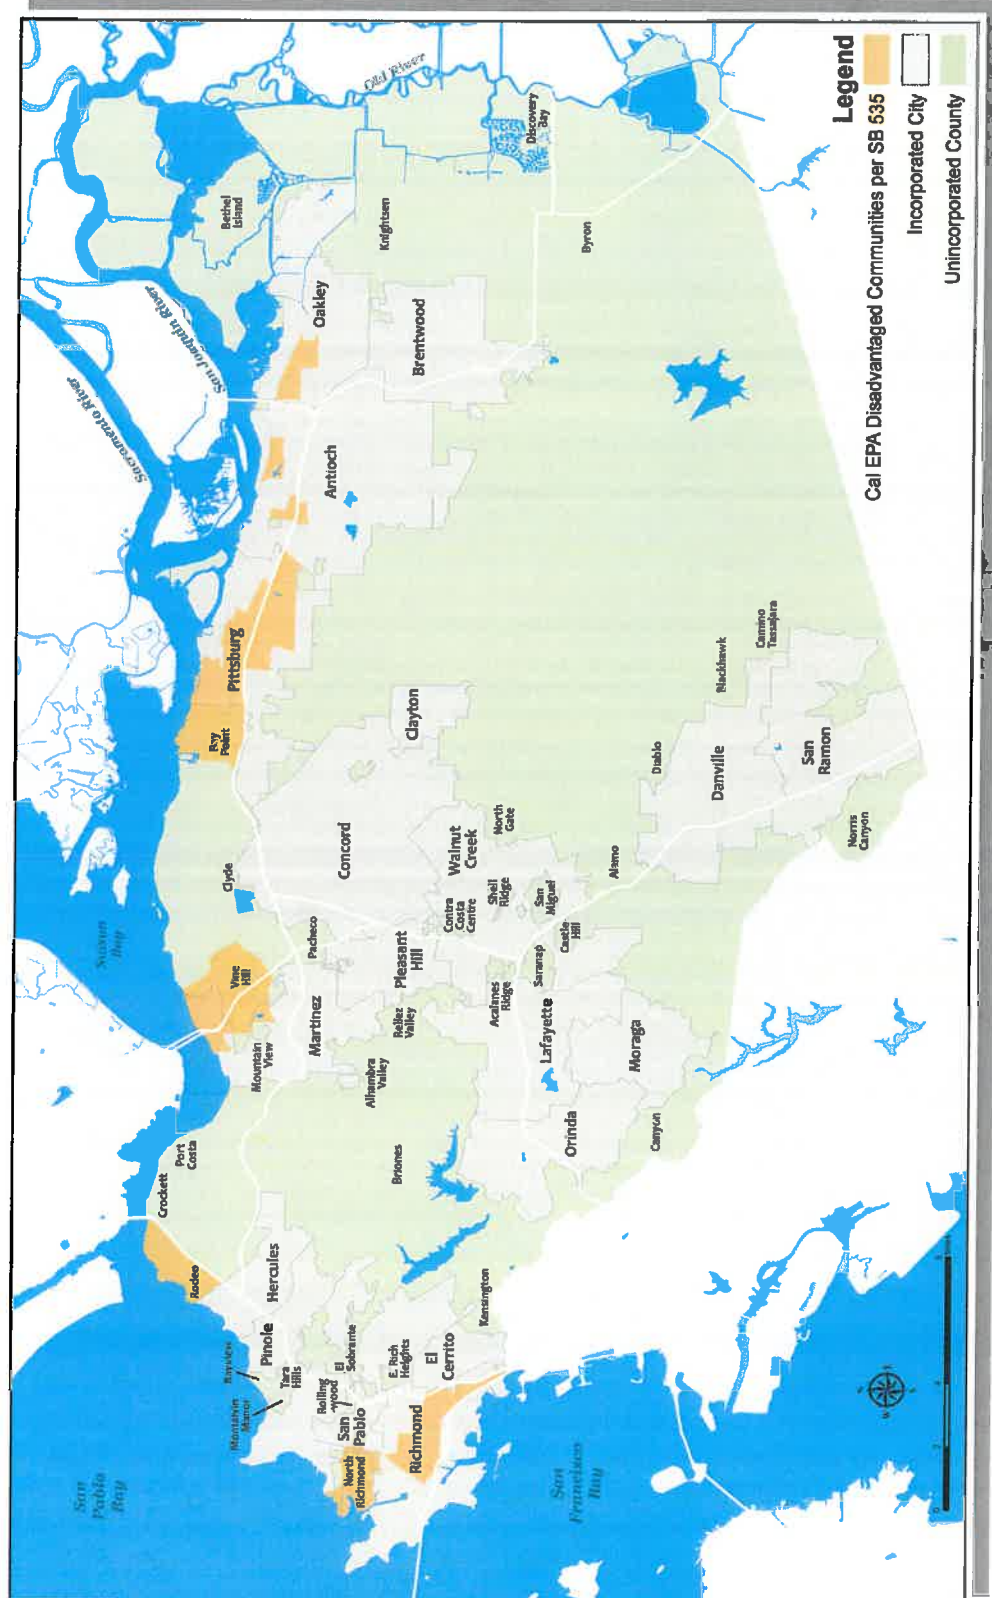 Legend
Cal EPA Disadvantaged Communities per SB 535
Incorporated City
Unincorporated County
Sacramento River
San Joaquin River
Old River
Bethel
Island
Discovery
Bay
Knightsen
Byron
Oakley
Brentwood
Antioch
Pittsburg
Bay
Point
Clayton
Clyde
Concord
Walnut
Creek
North
Gate
Shell
Ridge
Contra
Costa
Centre
San
Miguel
Castle
Hill
Saranap
Alamo
Diablo
Blackhawk
Camino
Tassajara
Danville
San
Ramon
Norris
Canyon
Suisun
Bay
Vine
Hill
Pacheco
Pleasant
Hill
Martinez
Mountain
View
Reliez
Valley
Alhambra
Valley
Acalanes
Ridge
Lafayette
Moraga
Orinda
Canyon
Briones
Port
Costa
Crockett
Rodeo
Hercules
Pinole
Bayview
Montalvin
Manor
Tara
Hills
Rolling
wood
El
Sobrante
San
Pablo
E. Rich
Heights
El
Cerrito
Kensington
North
Richmond
Richmond
San
Pablo
Bay
San
Francisco
Bay
N
W
E
S
0 2 4 8
Miles